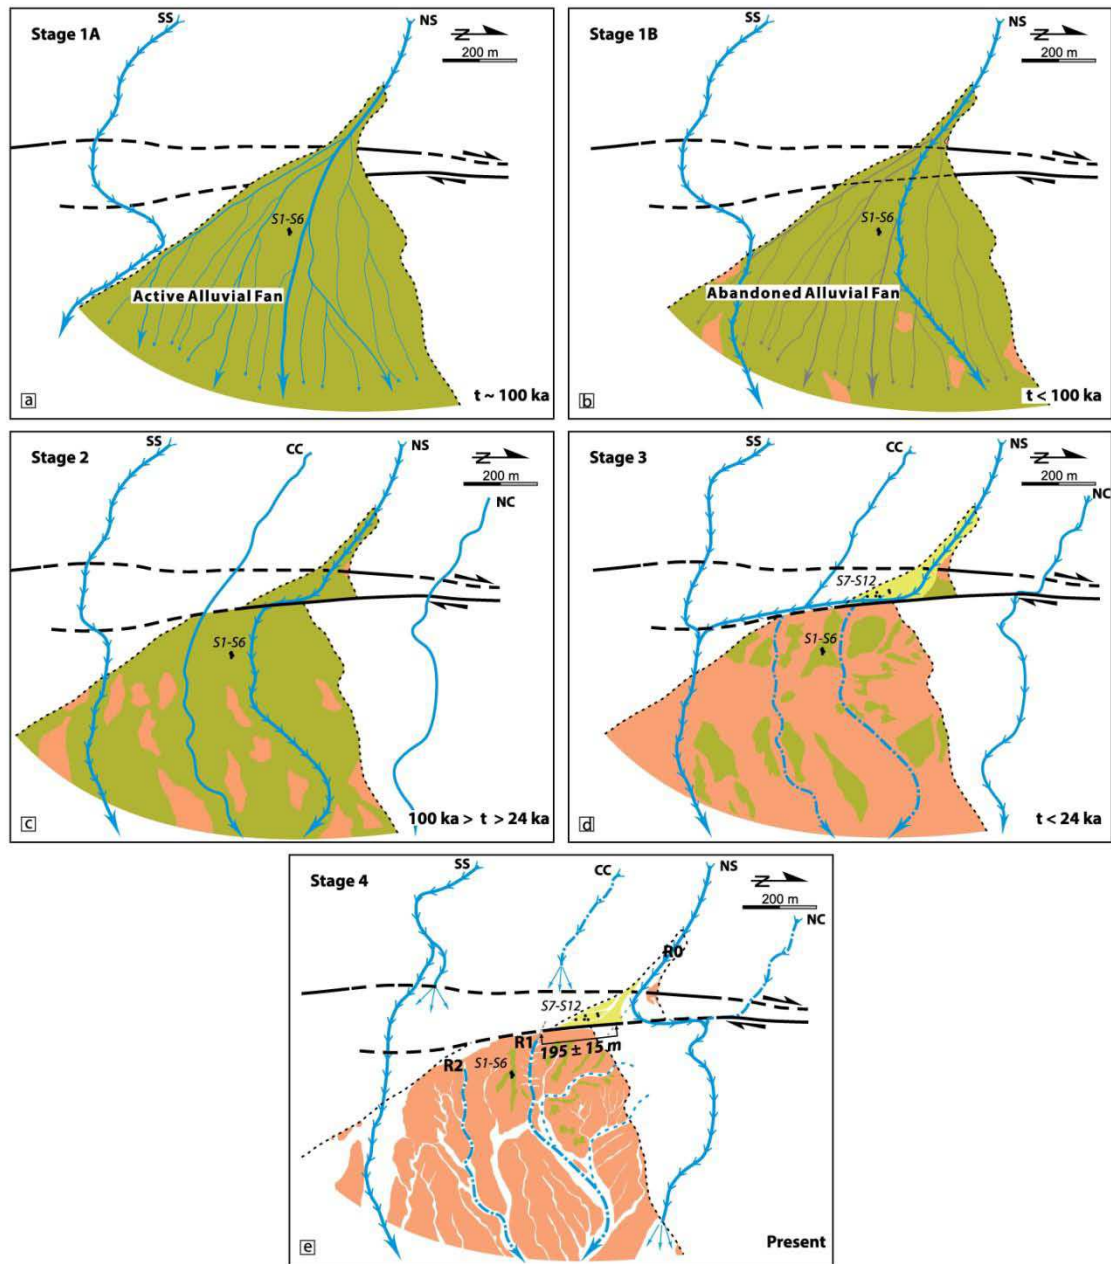 SS
NS
Stage 1A
N
200 m
S1-S6
Active Alluvial Fan
a
t ~ 100 ka
SS
NS
Stage 1B
N
200 m
S1-S6
Abandoned Alluvial Fan
b
t < 100 ka
SS
CC
NS
Stage 2
N
200 m
NC
S1-S6
c
100 ka > t > 24 ka
SS
CC
NS
Stage 3
N
200 m
NC
S7-S12
S1-S6
d
t < 24 ka
SS
CC
NS
Stage 4
N
200 m
NC
R0
S7-S12
R1
195 ± 15 m
R2
S1-S6
e
Present